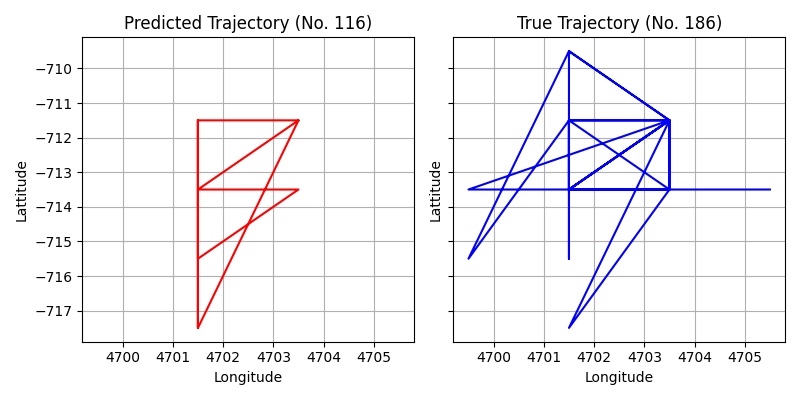 Predicted Trajectory (No. 116)
True Trajectory (No. 186)
−710
−711
−712
−713
−714
−715
−716
−717
Lattitude
Lattitude
4700 4701 4702 4703 4704 4705
4700 4701 4702 4703 4704 4705
Longitude
Longitude